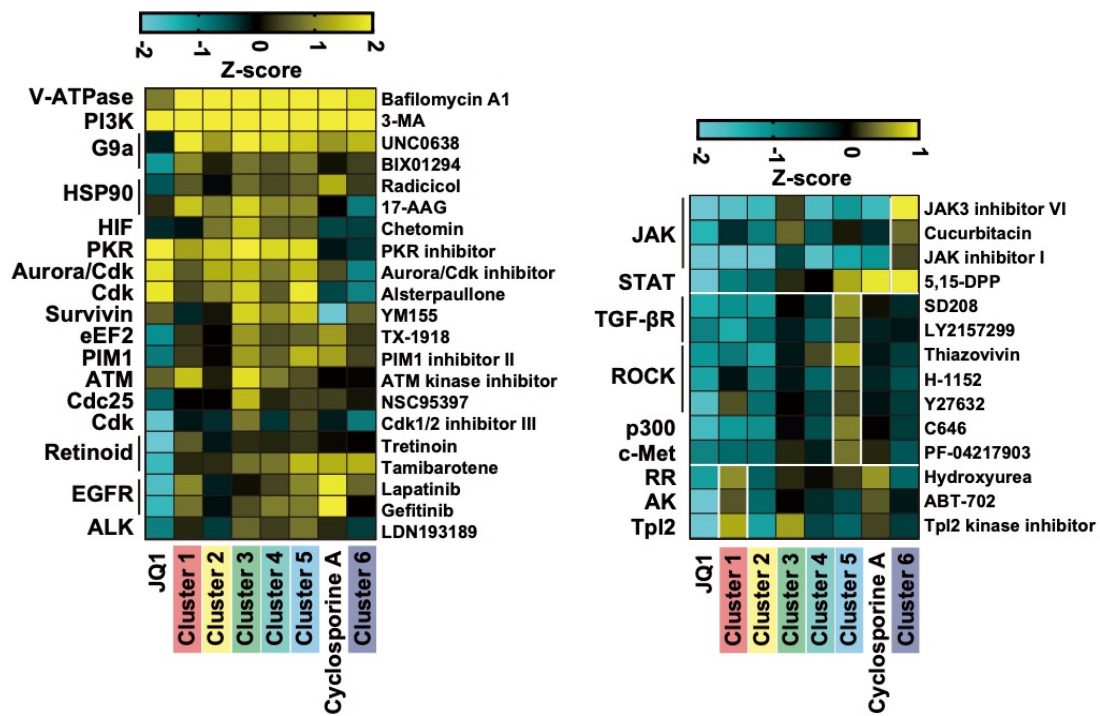 -2 -1 0 1 2
Z-score
V-ATPase Bafilomycin A1
PI3K 3-MA
G9a UNC0638
BIX01294
HSP90 Radicicol
17-AAG
HIF Chetomin
PKR PKR inhibitor
Aurora/Cdk Aurora/Cdk inhibitor
Cdk Alsterpaullone
Survivin YM155
eEF2 TX-1918
PIM1 PIM1 inhibitor II
ATM ATM kinase inhibitor
Cdc25 NSC95397
Cdk Cdk1/2 inhibitor III
Retinoid Tretinoin
Tamibarotene
EGFR Lapatinib
Gefitinib
ALK LDN193189
JQ1
Cluster 1
Cluster 2
Cluster 3
Cluster 4
Cluster 5
Cyclosporine A
Cluster 6
-2 -1 0 1
Z-score
JAK JAK3 inhibitor VI
Cucurbitacin
JAK inhibitor I
STAT 5,15-DPP
TGF-βR SD208
LY2157299
ROCK Thiazovivin
H-1152
Y27632
p300 C646
c-Met PF-04217903
RR Hydroxyurea
AK ABT-702
Tpl2 Tpl2 kinase inhibitor
JQ1
Cluster 1
Cluster 2
Cluster 3
Cluster 4
Cluster 5
Cyclosporine A
Cluster 6